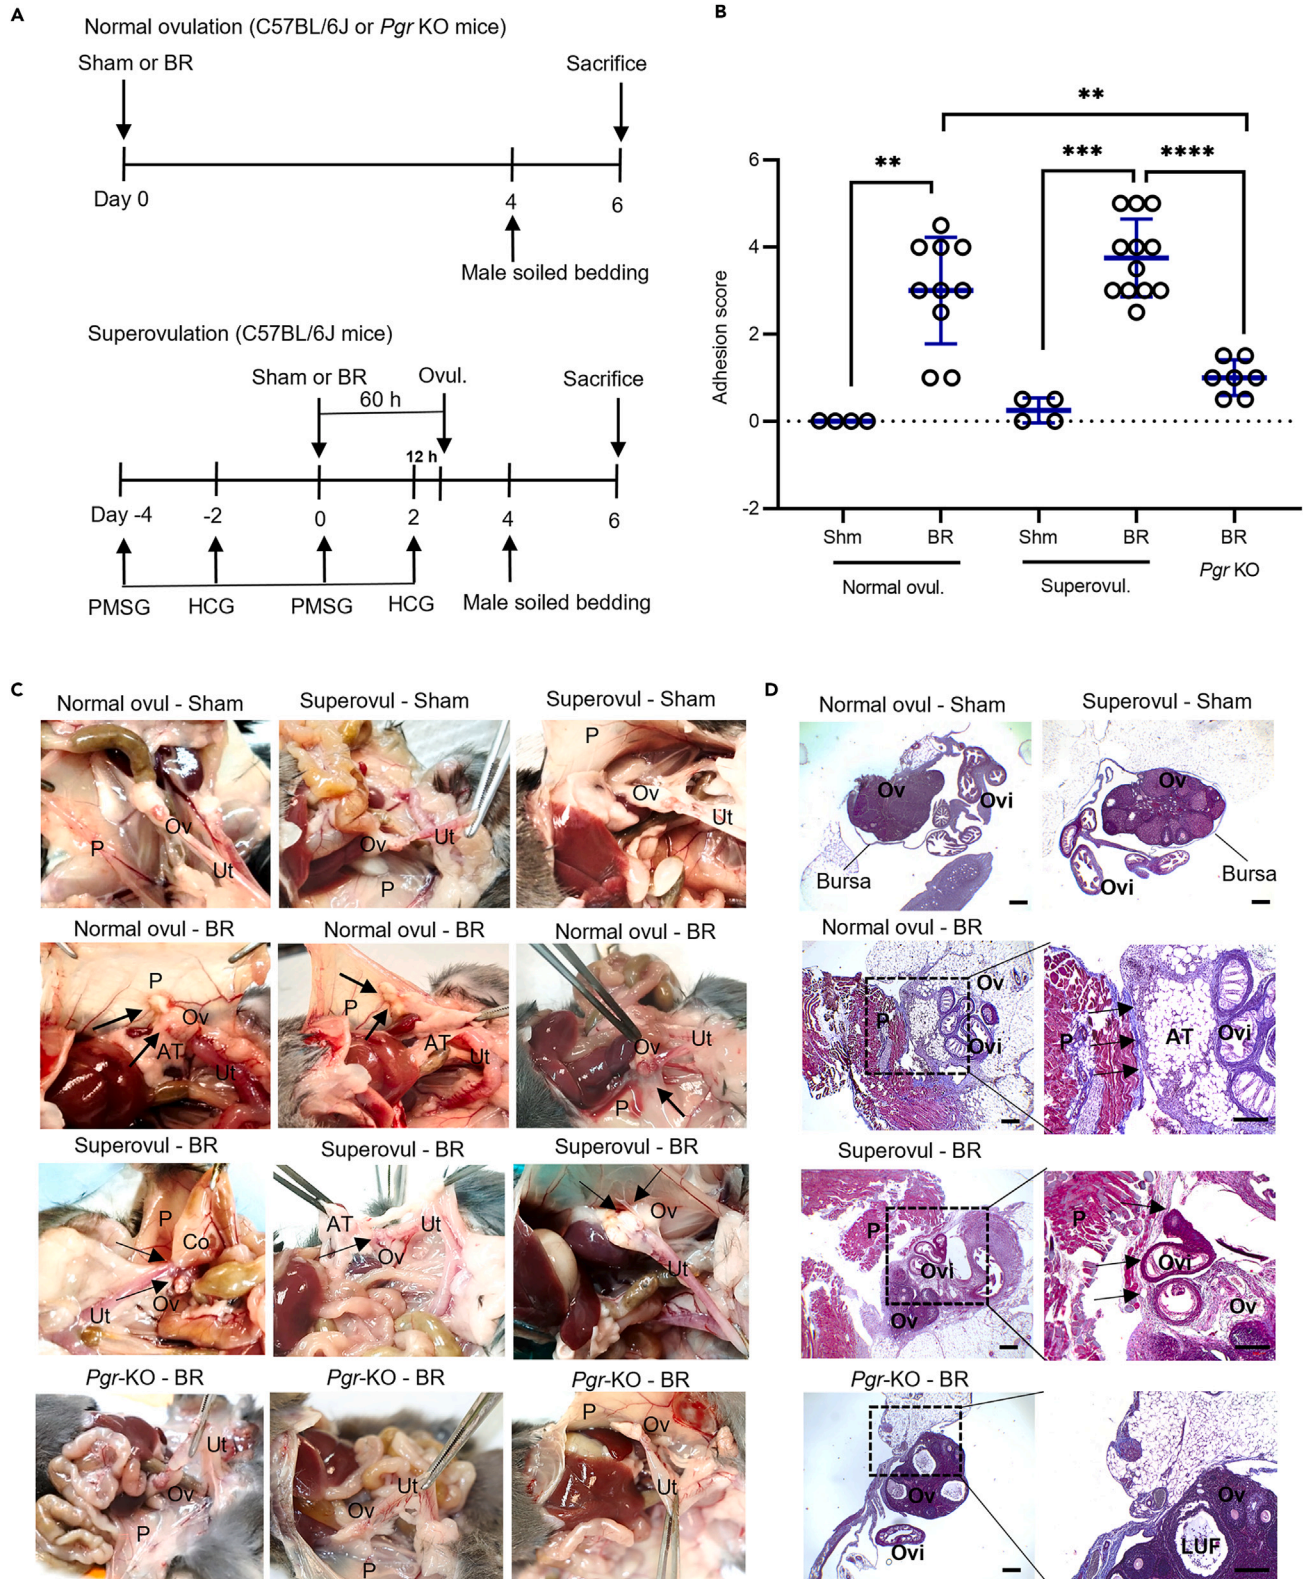 A
Normal ovulation (C57BL/6J or Pgr KO mice)
Sham or BR
Sacrifice
Day 0
4
6
Male soiled bedding
Superovulation (C57BL/6J mice)
Sham or BR
Ovul.
Sacrifice
60 h
12 h
Day -4
-2
0
2
4
6
PMSG
HCG
PMSG
HCG
Male soiled bedding
B
**
**
***
****
6
4
2
0
-2
Adhesion score
Shm
BR
Shm
BR
BR
Normal ovul.
Superovul.
Pgr KO
C
Normal ovul - Sham
Superovul - Sham
Superovul - Sham
P
Ov
Ut
Ov
Ut
P
P
Ov
Ut
Normal ovul - BR
Normal ovul - BR
Normal ovul - BR
P
Ov
AT
Ut
P
AT
Ut
Ov
Ut
P
Superovul - BR
Superovul - BR
Superovul - BR
P
Co
Ut
Ov
AT
Ut
Ov
Ov
Ut
Pgr-KO - BR
Pgr-KO - BR
Pgr-KO - BR
Ut
Ov
P
Ut
Ov
P
P
Ov
Ut
D
Normal ovul - Sham
Superovul - Sham
Ov
Ovi
Bursa
Ov
Ovi
Bursa
Normal ovul - BR
Ov
P
Ovi
P
AT
Ovi
Superovul - BR
P
Ovi
Ov
P
Ovi
Ov
Pgr-KO - BR
Ov
Ovi
Ov
LUF